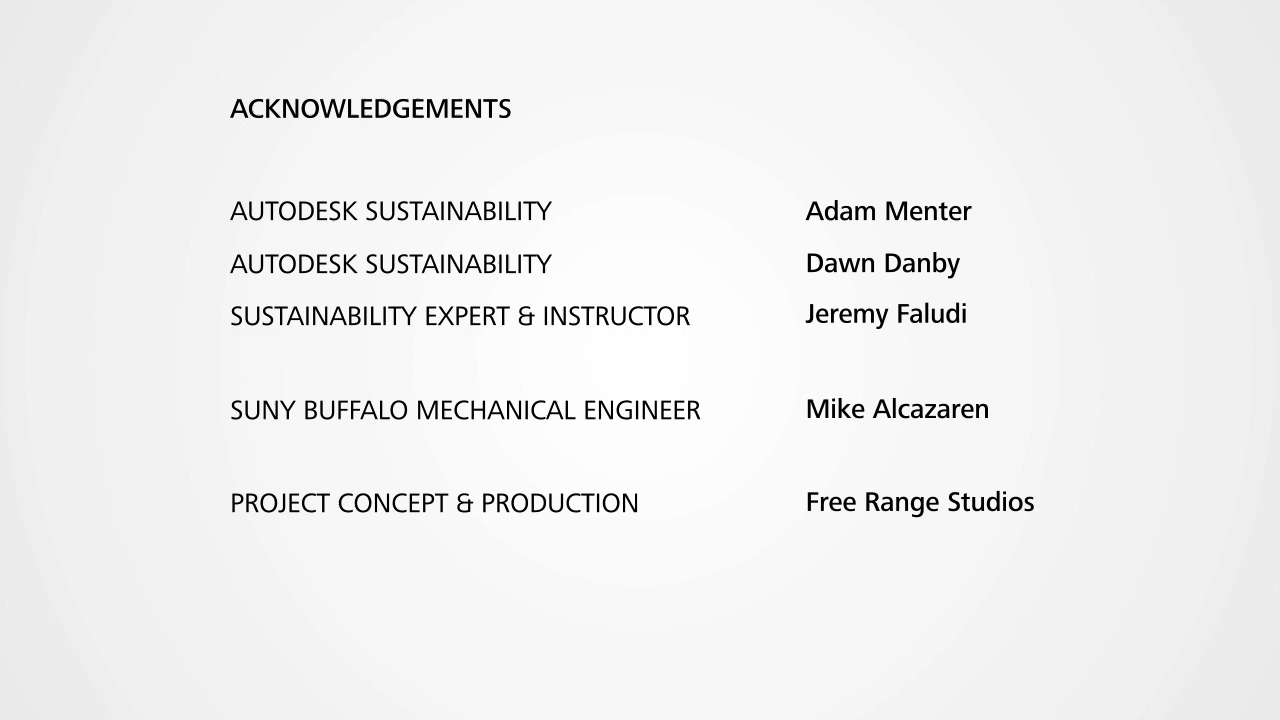 ACKNOWLEDGEMENTS
AUTODESK SUSTAINABILITY Adam Menter
AUTODESK SUSTAINABILITY Dawn Danby
SUSTAINABILITY EXPERT & INSTRUCTOR Jeremy Faludi
SUNY BUFFALO MECHANICAL ENGINEER Mike Alcazaren
PROJECT CONCEPT & PRODUCTION Free Range Studios